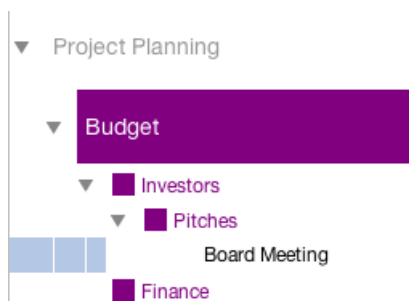 Project Planning
Budget
Investors
Pitches
Board Meeting
Finance